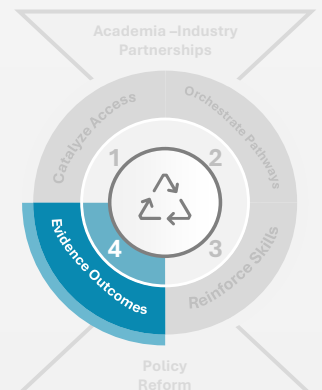 Academia –Industry
Partnerships
Catalyze Access
Orchestrate Pathways
1
2
4
3
Evidence Outcomes
Reinforce Skills
Policy
Reform